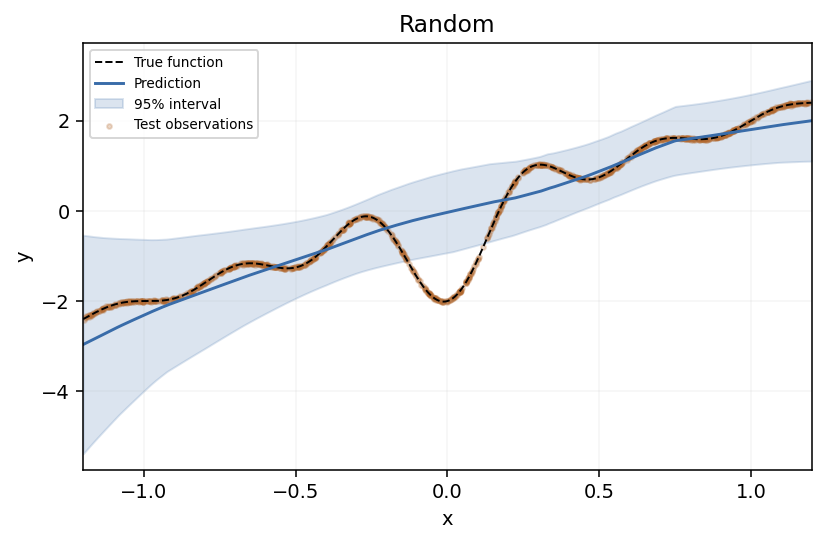 Random
True function
Prediction
95% interval
Test observations
2
0
−2
−4
y
−1.0 −0.5 0.0 0.5 1.0
x